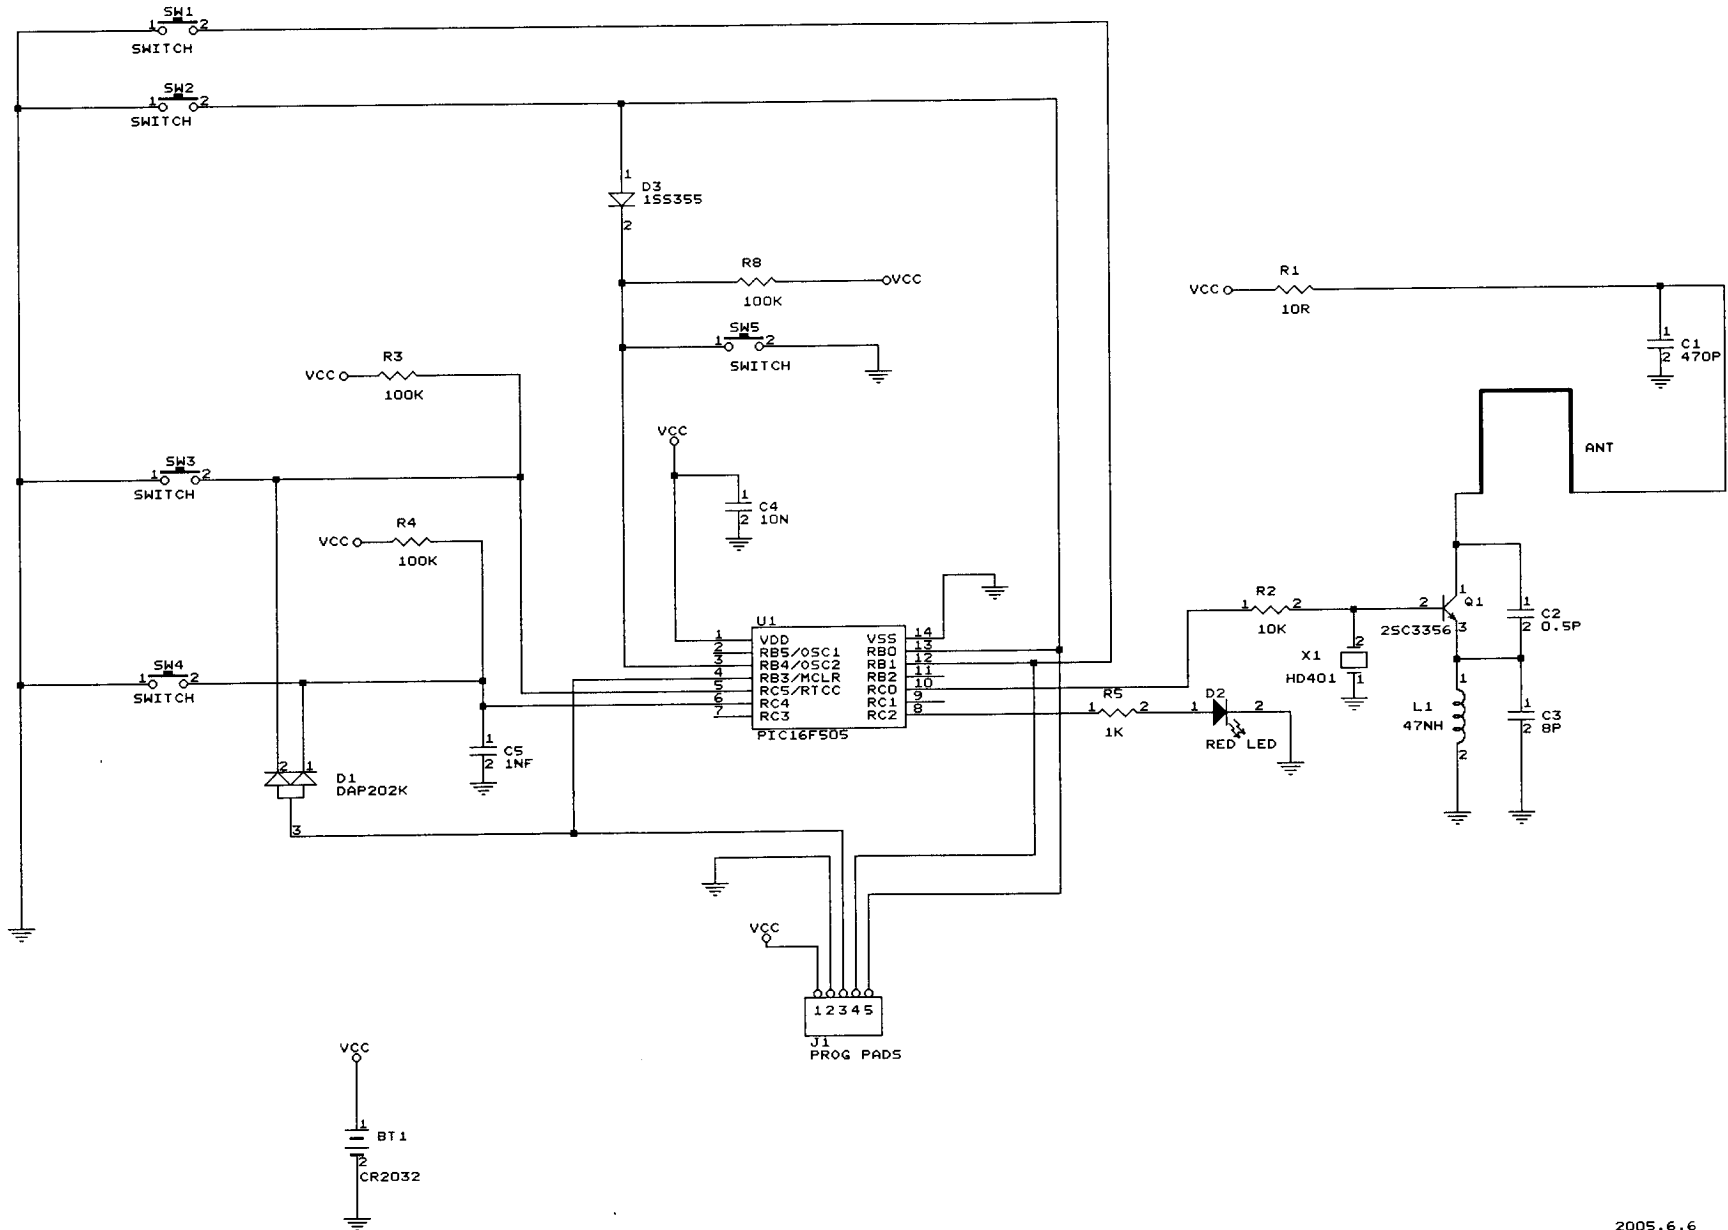 SW1
1 2
SWITCH
SW2
1 2
SWITCH
1
D3
1SS355
2
R8
VCC
100K
R1
VCC
10R
SW5
1 2
SWITCH
1
C1
2 470P
R3
VCC
100K
ANT
VCC
SW3
1 2
SWITCH
1
C4
2 10N
R4
VCC
100K
R2
1 2
10K
2
1
Q1
3
2SC3356
1
C2
2 0.5P
U1
1 VDD VSS 14
2 RB5/OSC1 RB0 13
3 RB4/OSC2 RB1 12
4 RB3/MCLR RB2 11
5 RC5/RTCC RC0 10
6 RC4 RC1 9
7 RC3 RC2 8
PIC16F505
SW4
1 2
SWITCH
2
X1
HD401
1
R5
1 2
1K
D2
1 2
RED LED
1
L1
47NH
2
1
C3
2 8P
1
C5
2 1NF
2 1
D1
DAP202K
3
VCC
12345
J1
PROG PADS
VCC
1
BT1
2
CR2032
2005.6.6